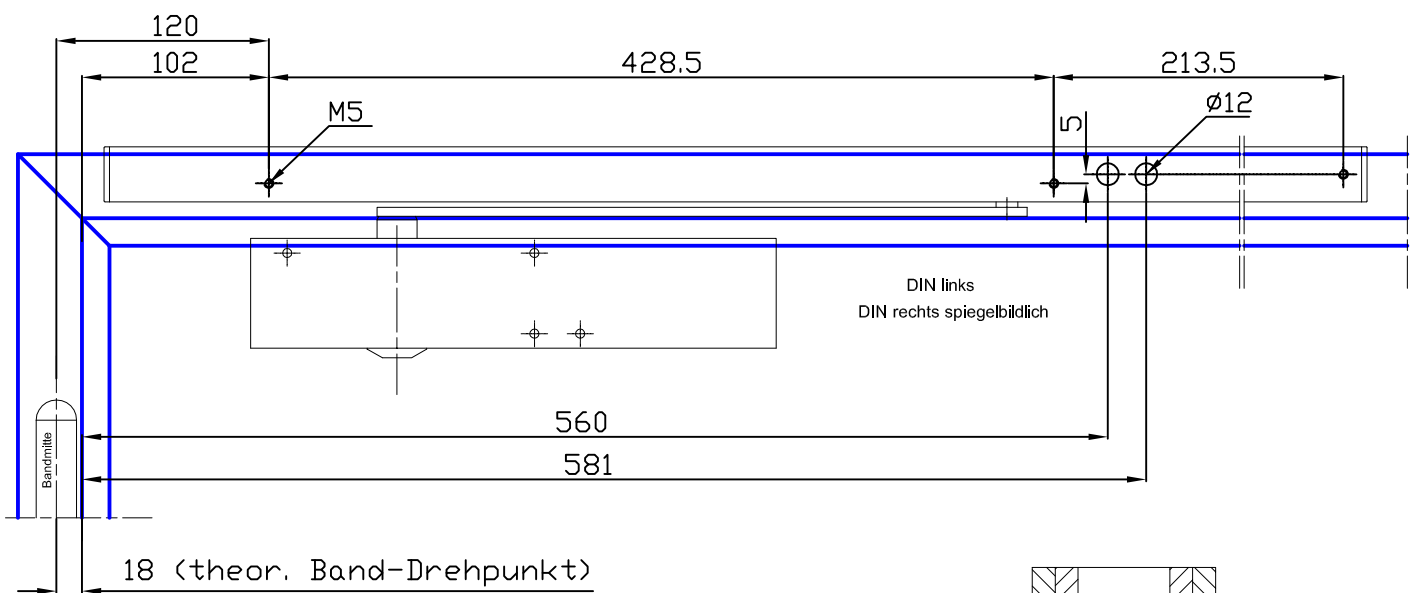 120
102
428.5
213.5
M5
5
ø12
DIN links
DIN rechts spiegelbildlich
560
Bandmitte
581
18 (theor. Band-Drehpunkt)